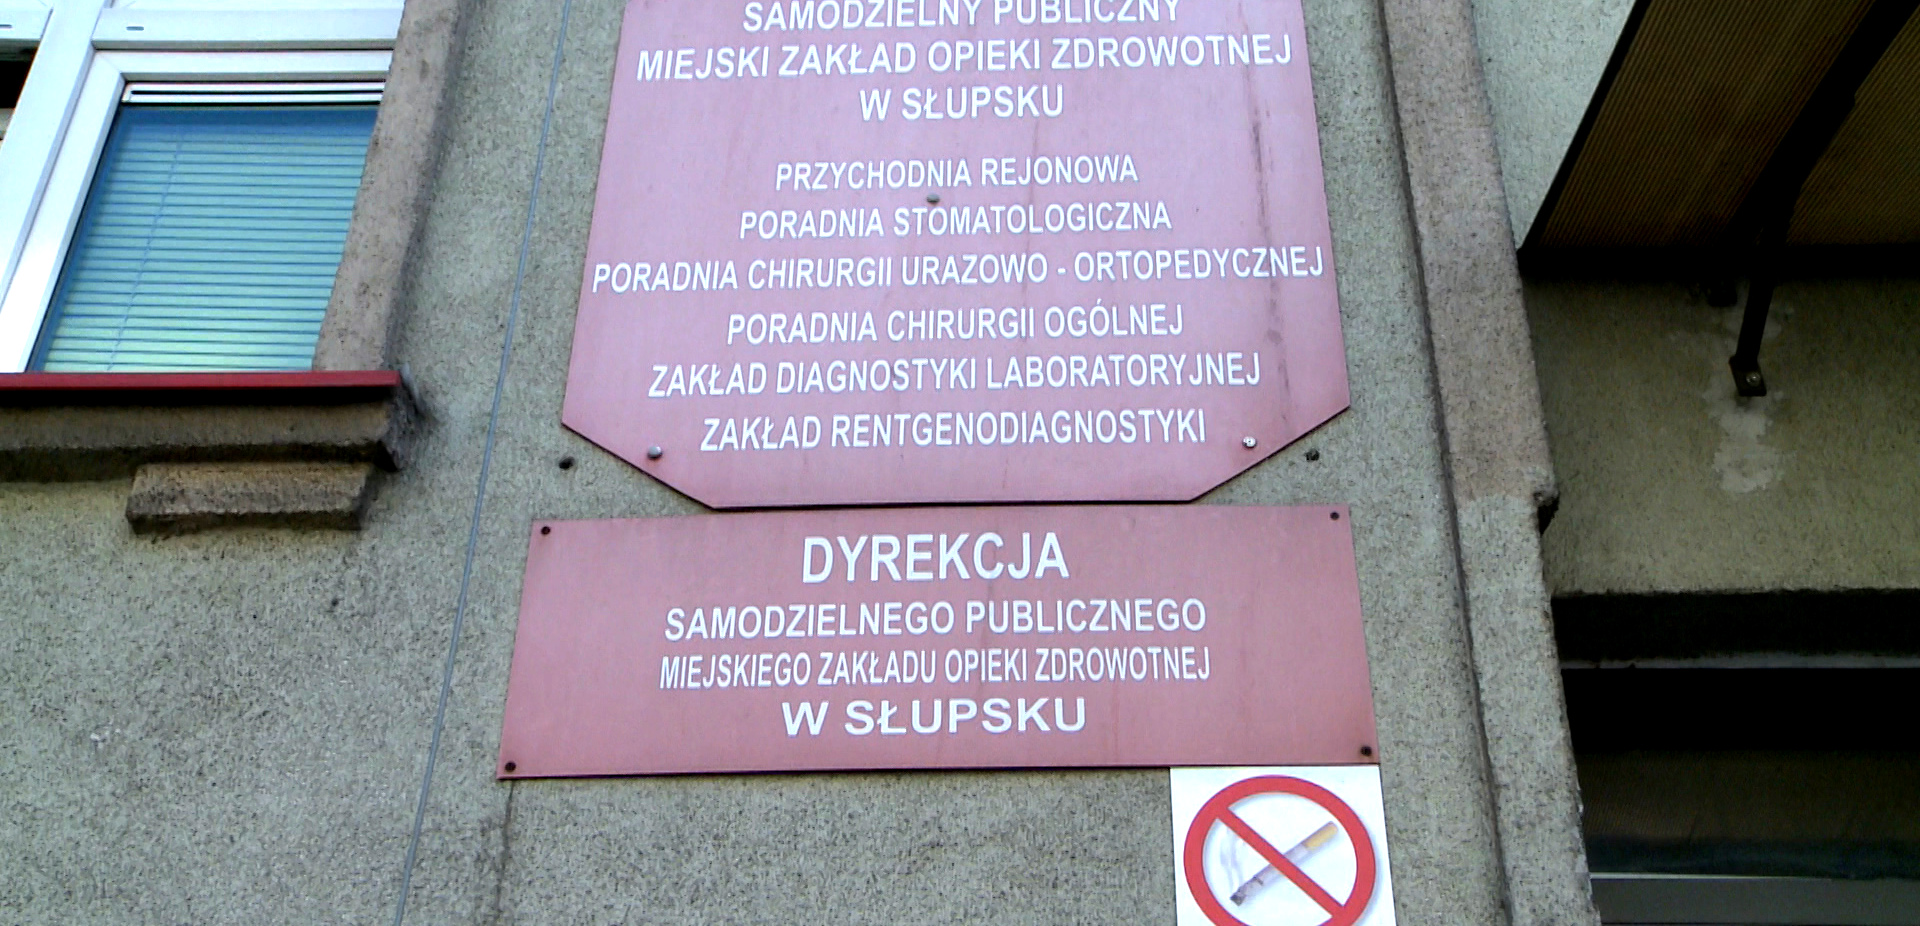 SAMODZIELNY PUBLICZNY
MIEJSKI ZAKŁAD OPIEKI ZDROWOTNEJ
W SŁUPSKU
PRZYCHODNIA REJONOWA
PORADNIA STOMATOLOGICZNA
PORADNIA CHIRURGII URAZOWO - ORTOPEDYCZNEJ
PORADNIA CHIRURGII OGÓLNEJ
ZAKŁAD DIAGNOSTYKI LABORATORYJNEJ
ZAKŁAD RENTGENODIAGNOSTYKI
DYREKCJA
SAMODZIELNEGO PUBLICZNEGO
MIEJSKIEGO ZAKŁADU OPIEKI ZDROWOTNEJ
W SŁUPSKU